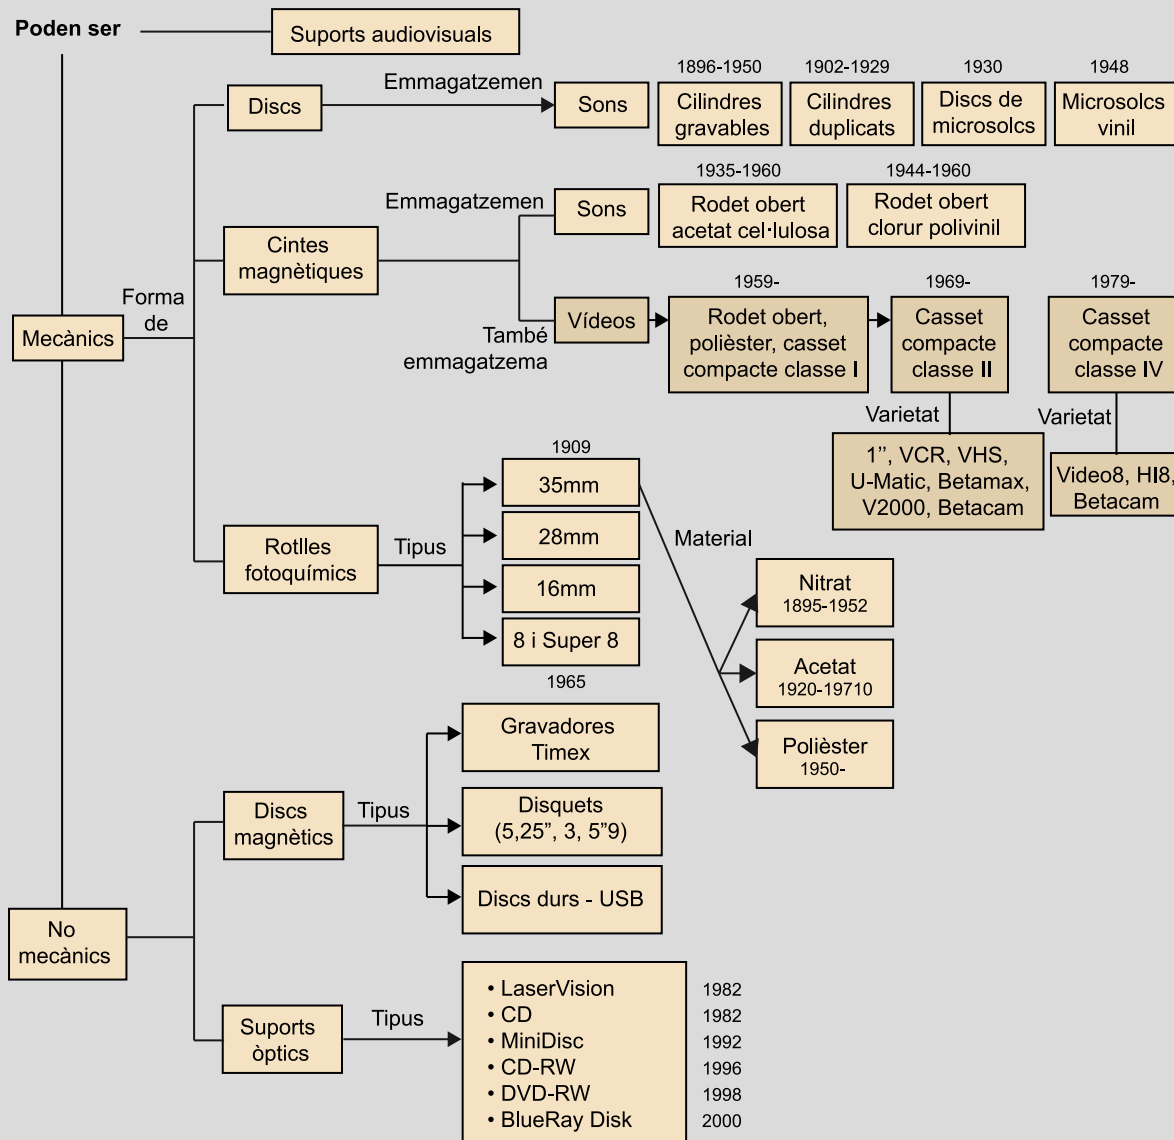 Poden ser
Suports audiovisuals
Discs
Emmagatzemen
Sons
1896-1950
Cilindres
gravables
1902-1929
Cilindres
duplicats
1930
Discs de
microsolcs
1948
Microsolcs
vinil
Mecànics
Forma
de
Cintes
magnètiques
Emmagatzemen
Sons
1935-1960
Rodet obert
acetat cel·lulosa
1944-1960
Rodet obert
clorur polivinil
També
emmagatzema
Vídeos
1959-
Rodet obert,
polièster, casset
compacte classe I
1969-
Casset
compacte
classe II
1979-
Casset
compacte
classe IV
Varietat
1’’, VCR, VHS,
U-Matic, Betamax,
V2000, Betacam
Varietat
Video8, HI8,
Betacam
Rotlles
fotoquímics
Tipus
1909
35mm
28mm
16mm
8 i Super 8
1965
Material
Nitrat
1895-1952
Acetat
1920-19710
Polièster
1950-
No
mecànics
Discs
magnètics
Tipus
Gravadores
Timex
Disquets
(5,25”, 3, 5”9)
Discs durs - USB
Suports
òptics
Tipus
• LaserVision 1982
• CD 1982
• MiniDisc 1992
• CD-RW 1996
• DVD-RW 1998
• BlueRay Disk 2000